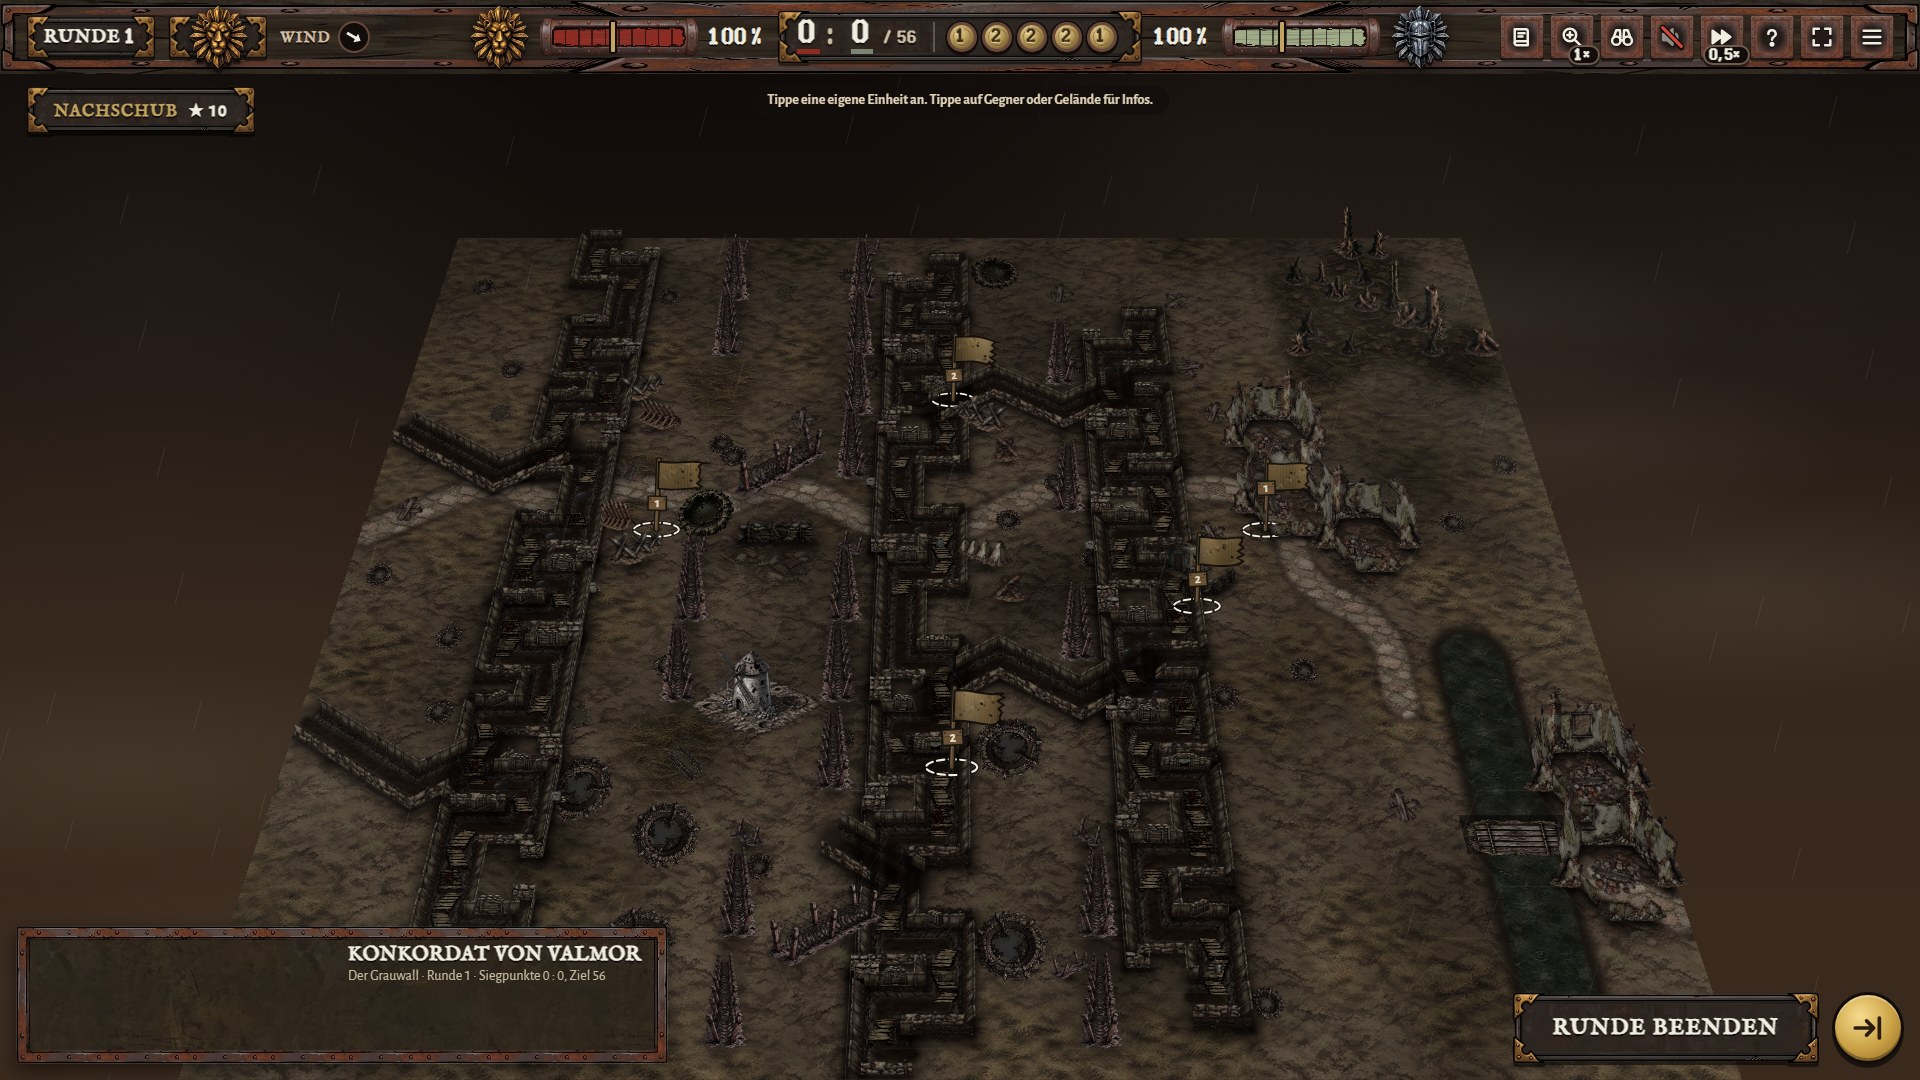 RUNDE 1
WIND
100 %
0 : 0 / 56
1 2 2 2 1
100 %
1×
0,5×
?
NACHSCHUB ★ 10
Tippe eine eigene Einheit an. Tippe auf Gegner oder Gelände für Infos.
2
1
1
2
2
KONKORDAT VON VALMOR
Der Grauwall · Runde 1 · Siegpunkte 0 : 0, Ziel 56
RUNDE BEENDEN